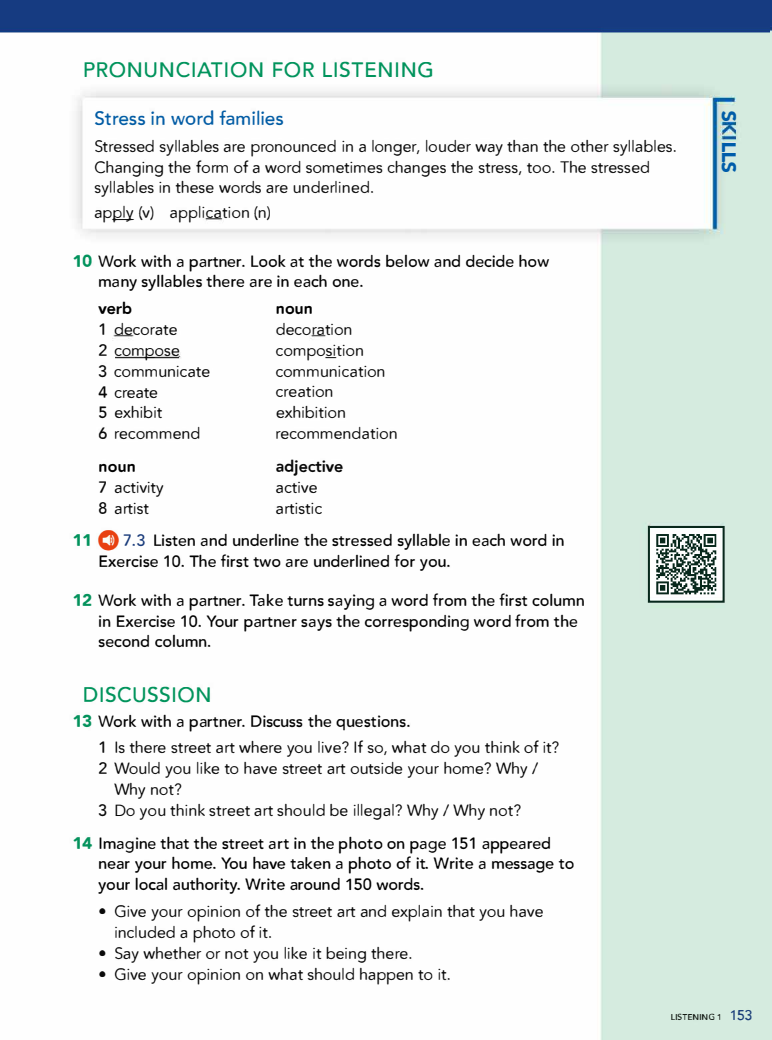 PRONUNCIATION FOR LISTENING
Stress in word families
Stressed syllables are pronounced in a longer, louder way than the other syllables.
Changing the form of a word sometimes changes the stress, too. The stressed
syllables in these words are underlined.
apply (v) application (n)
SKILLS
10 Work with a partner. Look at the words below and decide how
many syllables there are in each one.
verb noun
1 decorate decoration
2 compose composition
3 communicate communication
4 create creation
5 exhibit exhibition
6 recommend recommendation
noun adjective
7 activity active
8 artist artistic
11 7.3 Listen and underline the stressed syllable in each word in
Exercise 10. The first two are underlined for you.
12 Work with a partner. Take turns saying a word from the first column
in Exercise 10. Your partner says the corresponding word from the
second column.
DISCUSSION
13 Work with a partner. Discuss the questions.
1 Is there street art where you live? If so, what do you think of it?
2 Would you like to have street art outside your home? Why /
Why not?
3 Do you think street art should be illegal? Why / Why not?
14 Imagine that the street art in the photo on page 151 appeared
near your home. You have taken a photo of it. Write a message to
your local authority. Write around 150 words.
• Give your opinion of the street art and explain that you have
included a photo of it.
• Say whether or not you like it being there.
• Give your opinion on what should happen to it.
LISTENING 1 153